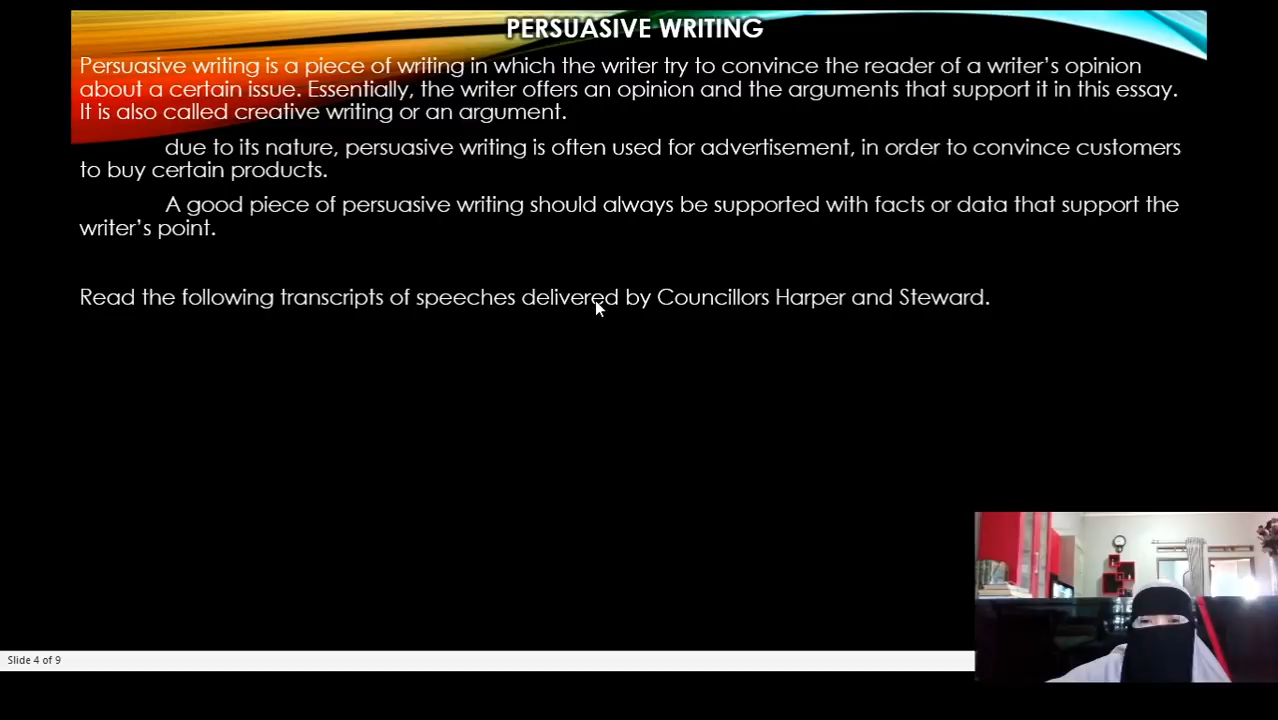 PERSUASIVE WRITING
Persuasive writing is a piece of writing in which the writer try to convince the reader of a writer's opinion
about a certain issue. Essentially, the writer offers an opinion and the arguments that support it in this essay.
It is also called creative writing or an argument.
due to its nature, persuasive writing is often used for advertisement, in order to convince customers
to buy certain products.
A good piece of persuasive writing should always be supported with facts or data that support the
writer's point.
Read the following transcripts of speeches delivered by Councillors Harper and Steward.
Slide 4 of 9